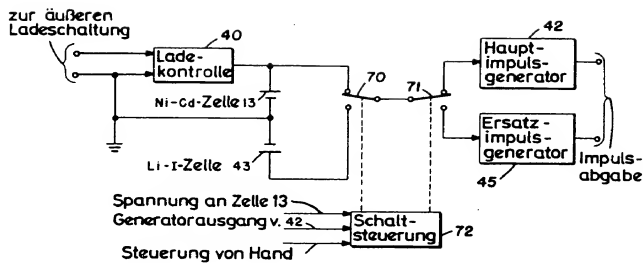 zur äußeren
Ladeschaltung
40
Lade-
kontrolle
Ni-Cd-Zelle 13
Li-I-Zelle 43
70
71
42
Haupt-
impuls-
generator
Ersatz-
impuls-
generator
45
Impuls-
abgabe
Spannung an Zelle 13
Generatorausgang v. 42
Steuerung von Hand
Schalt-
steuerung
72